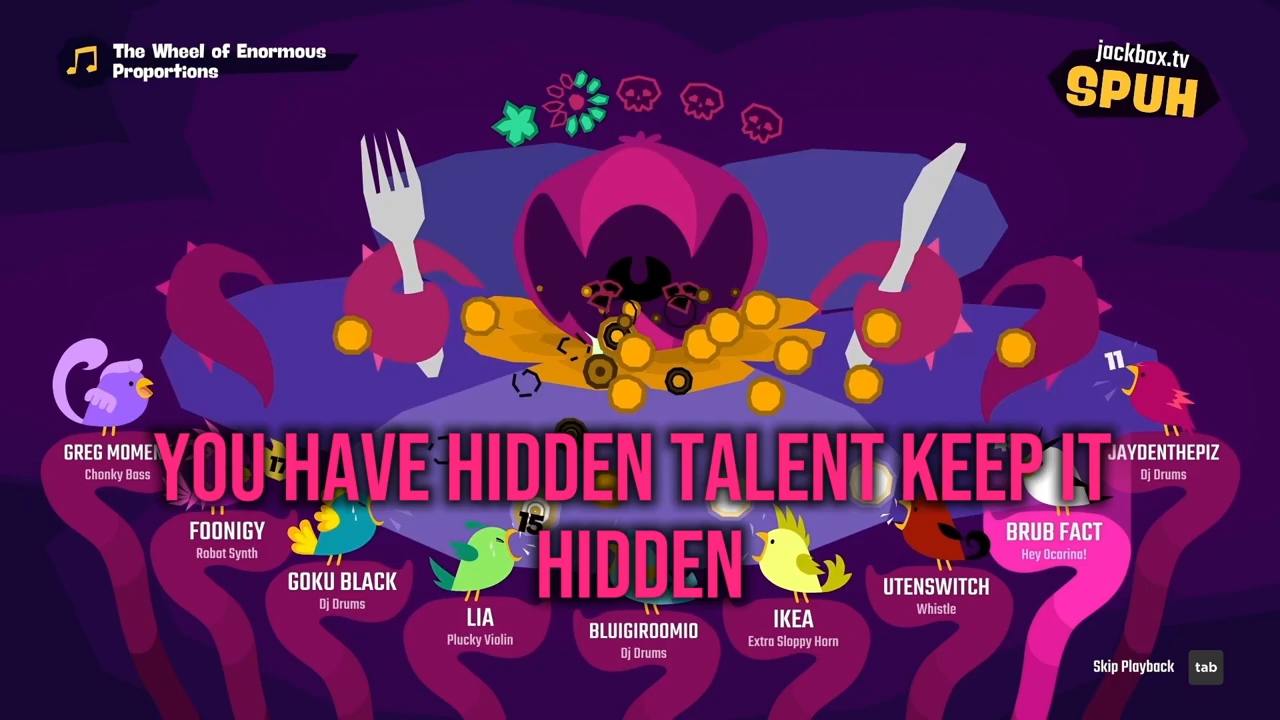 The Wheel of Enormous
Proportions
jackbox.tv
SPUH
11
GREG MOMEN
Chonky Bass
YOU HAVE HIDDEN TALENT KEEP IT
HIDDEN
JAYDENTHEPIZ
Dj Drums
FOONIGY
Robot Synth
15
BRUB FACT
Hey Ocarina!
GOKU BLACK
Dj Drums
UTENSWITCH
Whistle
LIA
Plucky Violin
BLUIGIROOMIO
Dj Drums
IKEA
Extra Sloppy Horn
Skip Playback tab